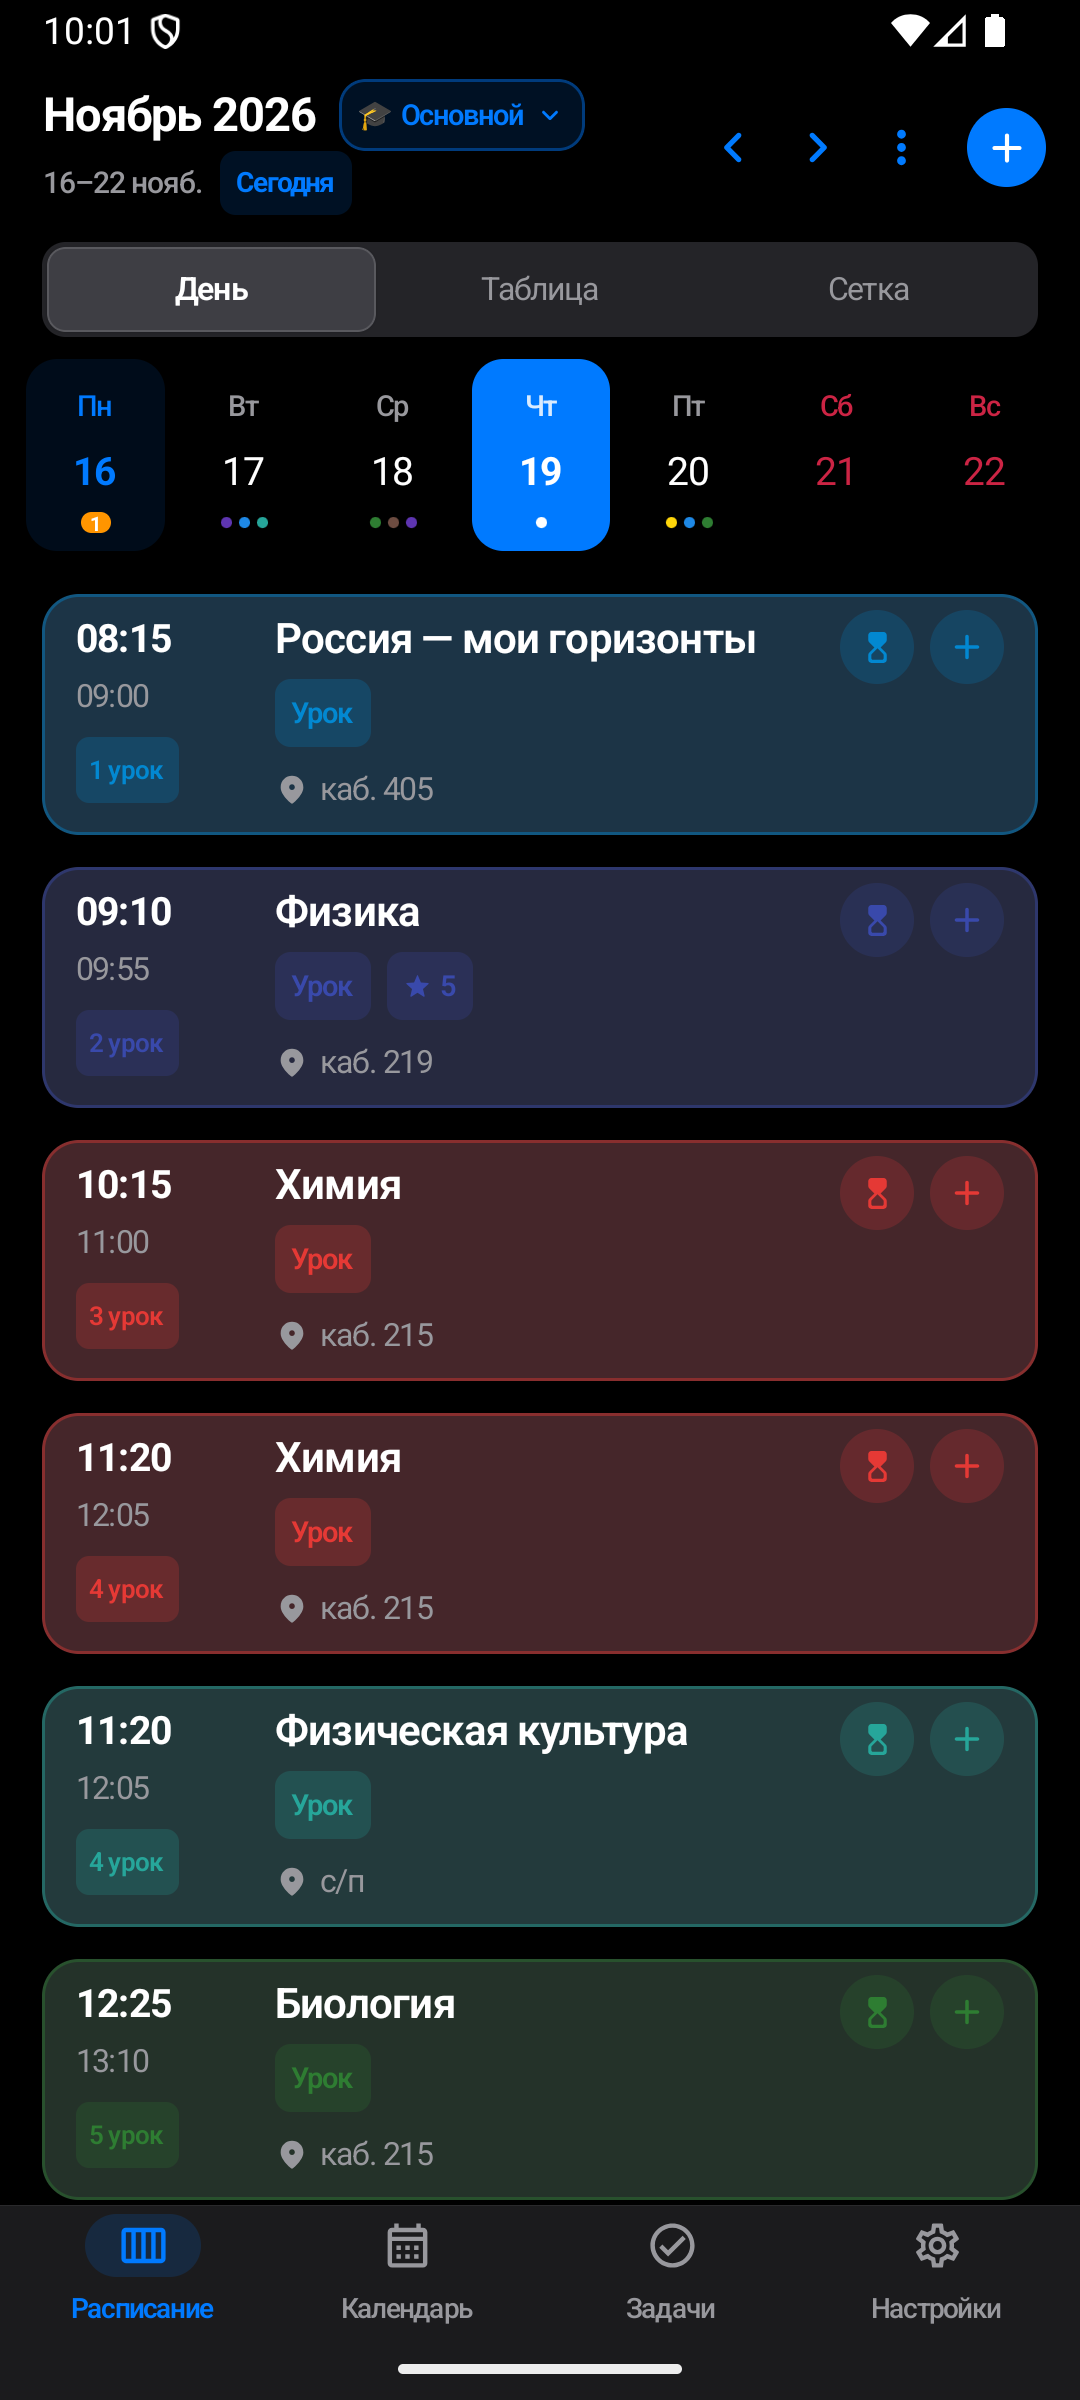 10:01
Ноябрь 2026
Основной
16–22 нояб.
Сегодня
День
Таблица
Сетка
Пн
Вт
Ср
Чт
Пт
Сб
Вс
16
17
18
19
20
21
22
1
08:15
Россия — мои горизонты
09:00
Урок
1 урок
каб. 405
09:10
Физика
09:55
Урок
5
2 урок
каб. 219
10:15
Химия
11:00
Урок
3 урок
каб. 215
11:20
Химия
12:05
Урок
4 урок
каб. 215
11:20
Физическая культура
12:05
Урок
4 урок
с/п
12:25
Биология
13:10
Урок
5 урок
каб. 215
Расписание
Календарь
Задачи
Настройки